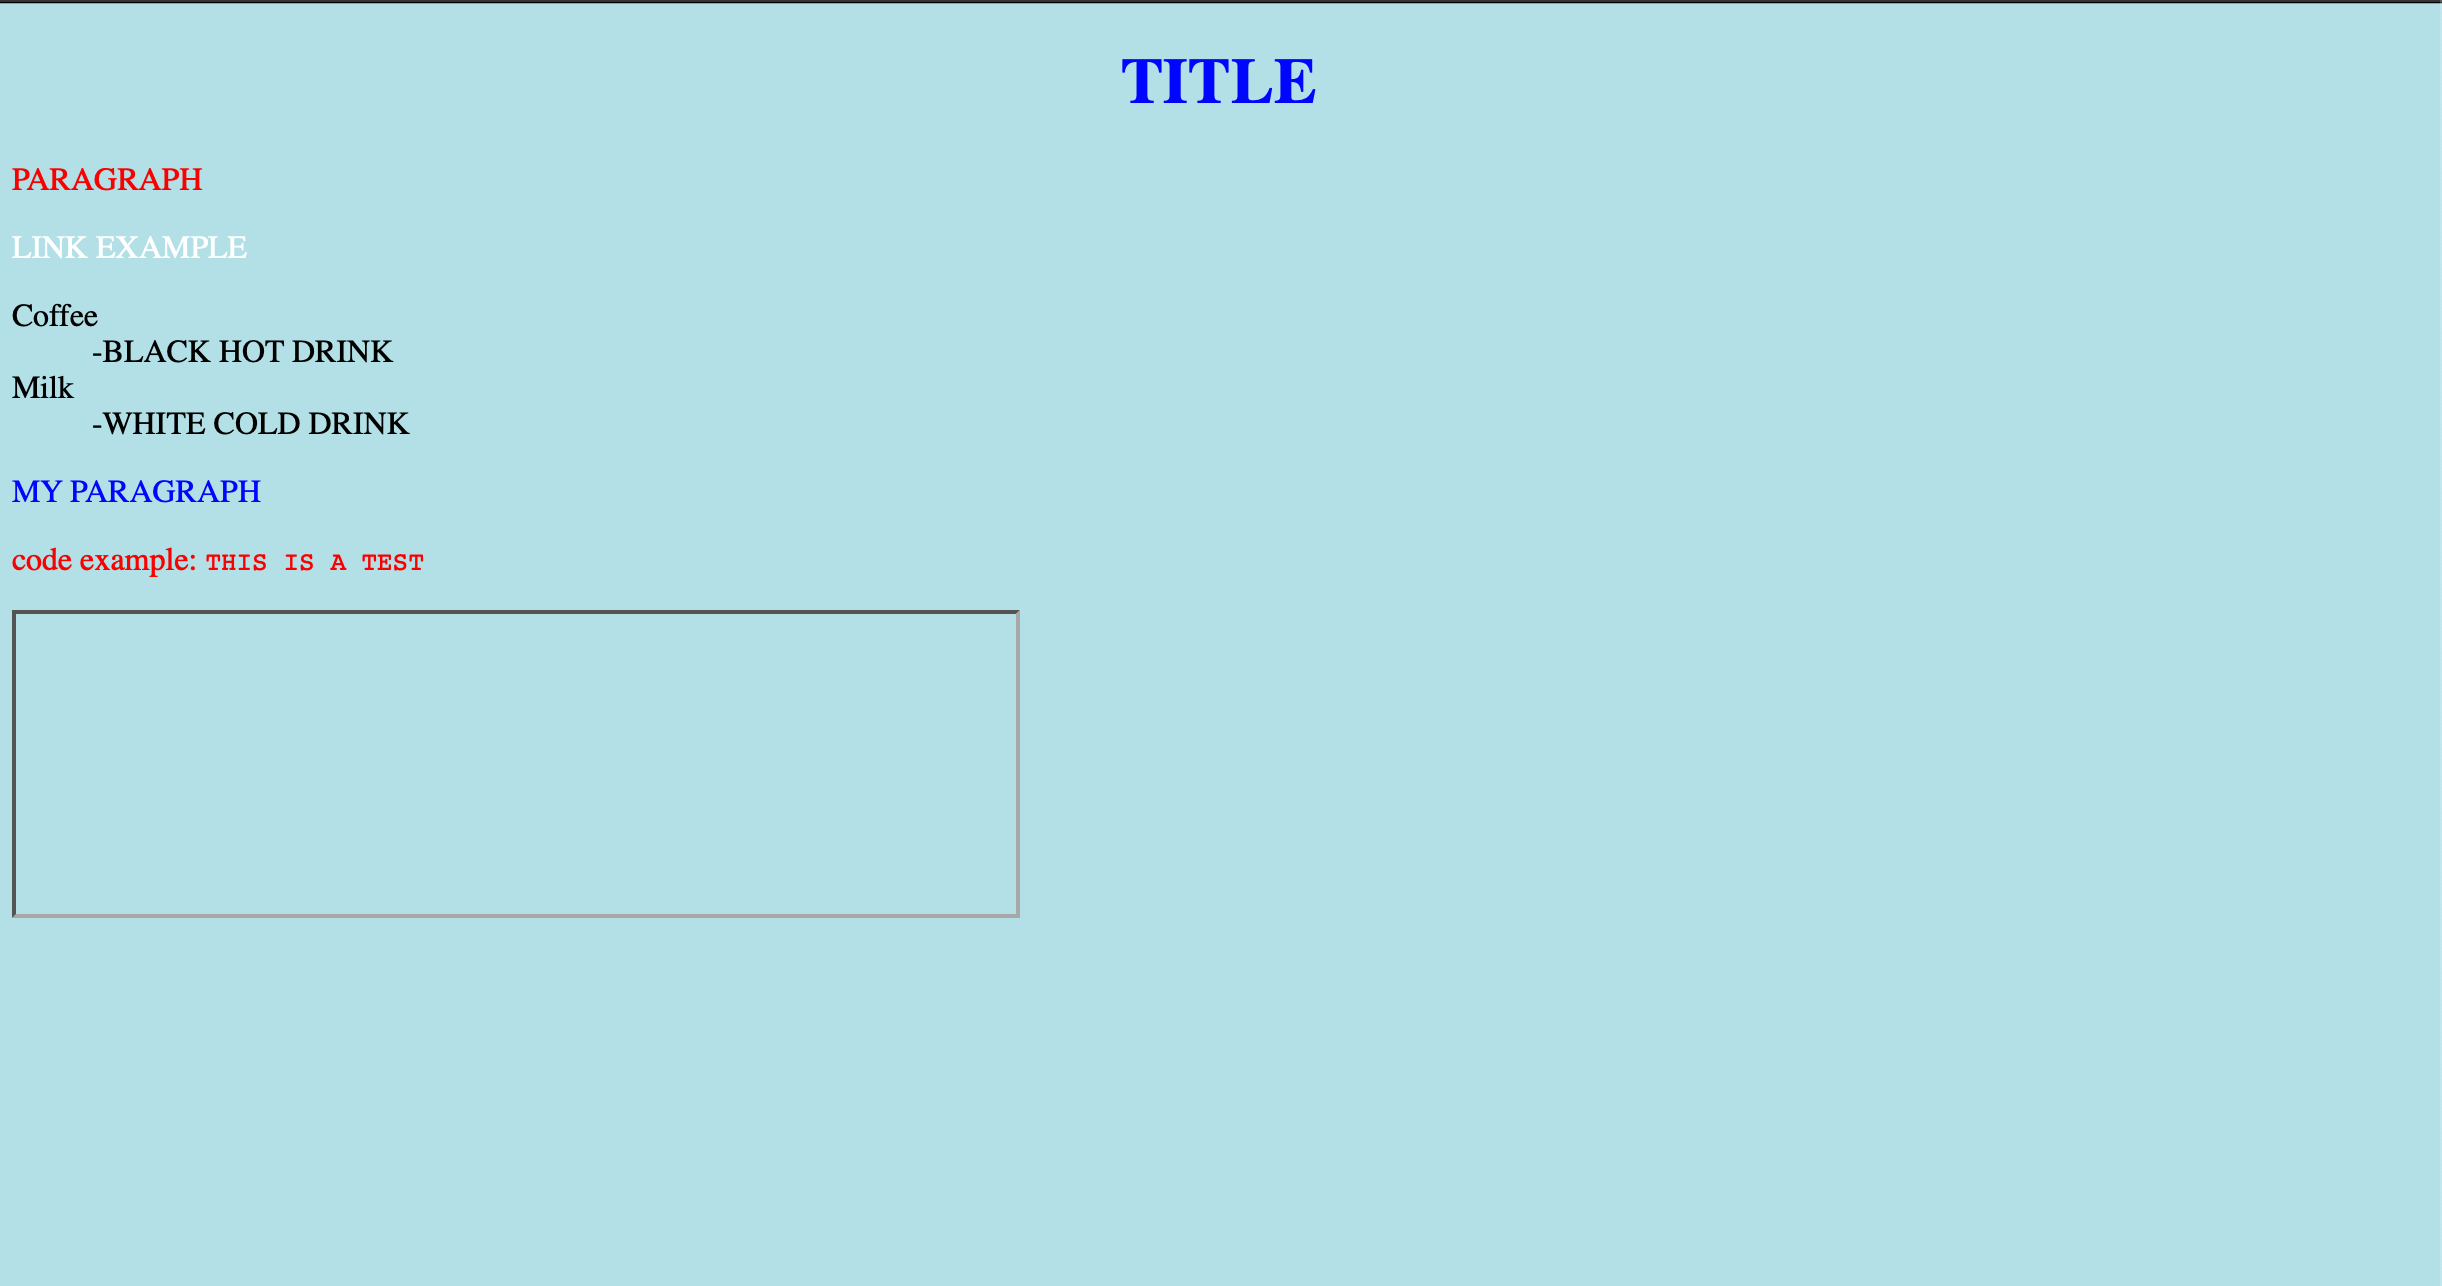 TITLE
PARAGRAPH
LINK EXAMPLE
Coffee
-BLACK HOT DRINK
Milk
-WHITE COLD DRINK
MY PARAGRAPH
code example: THIS IS A TEST